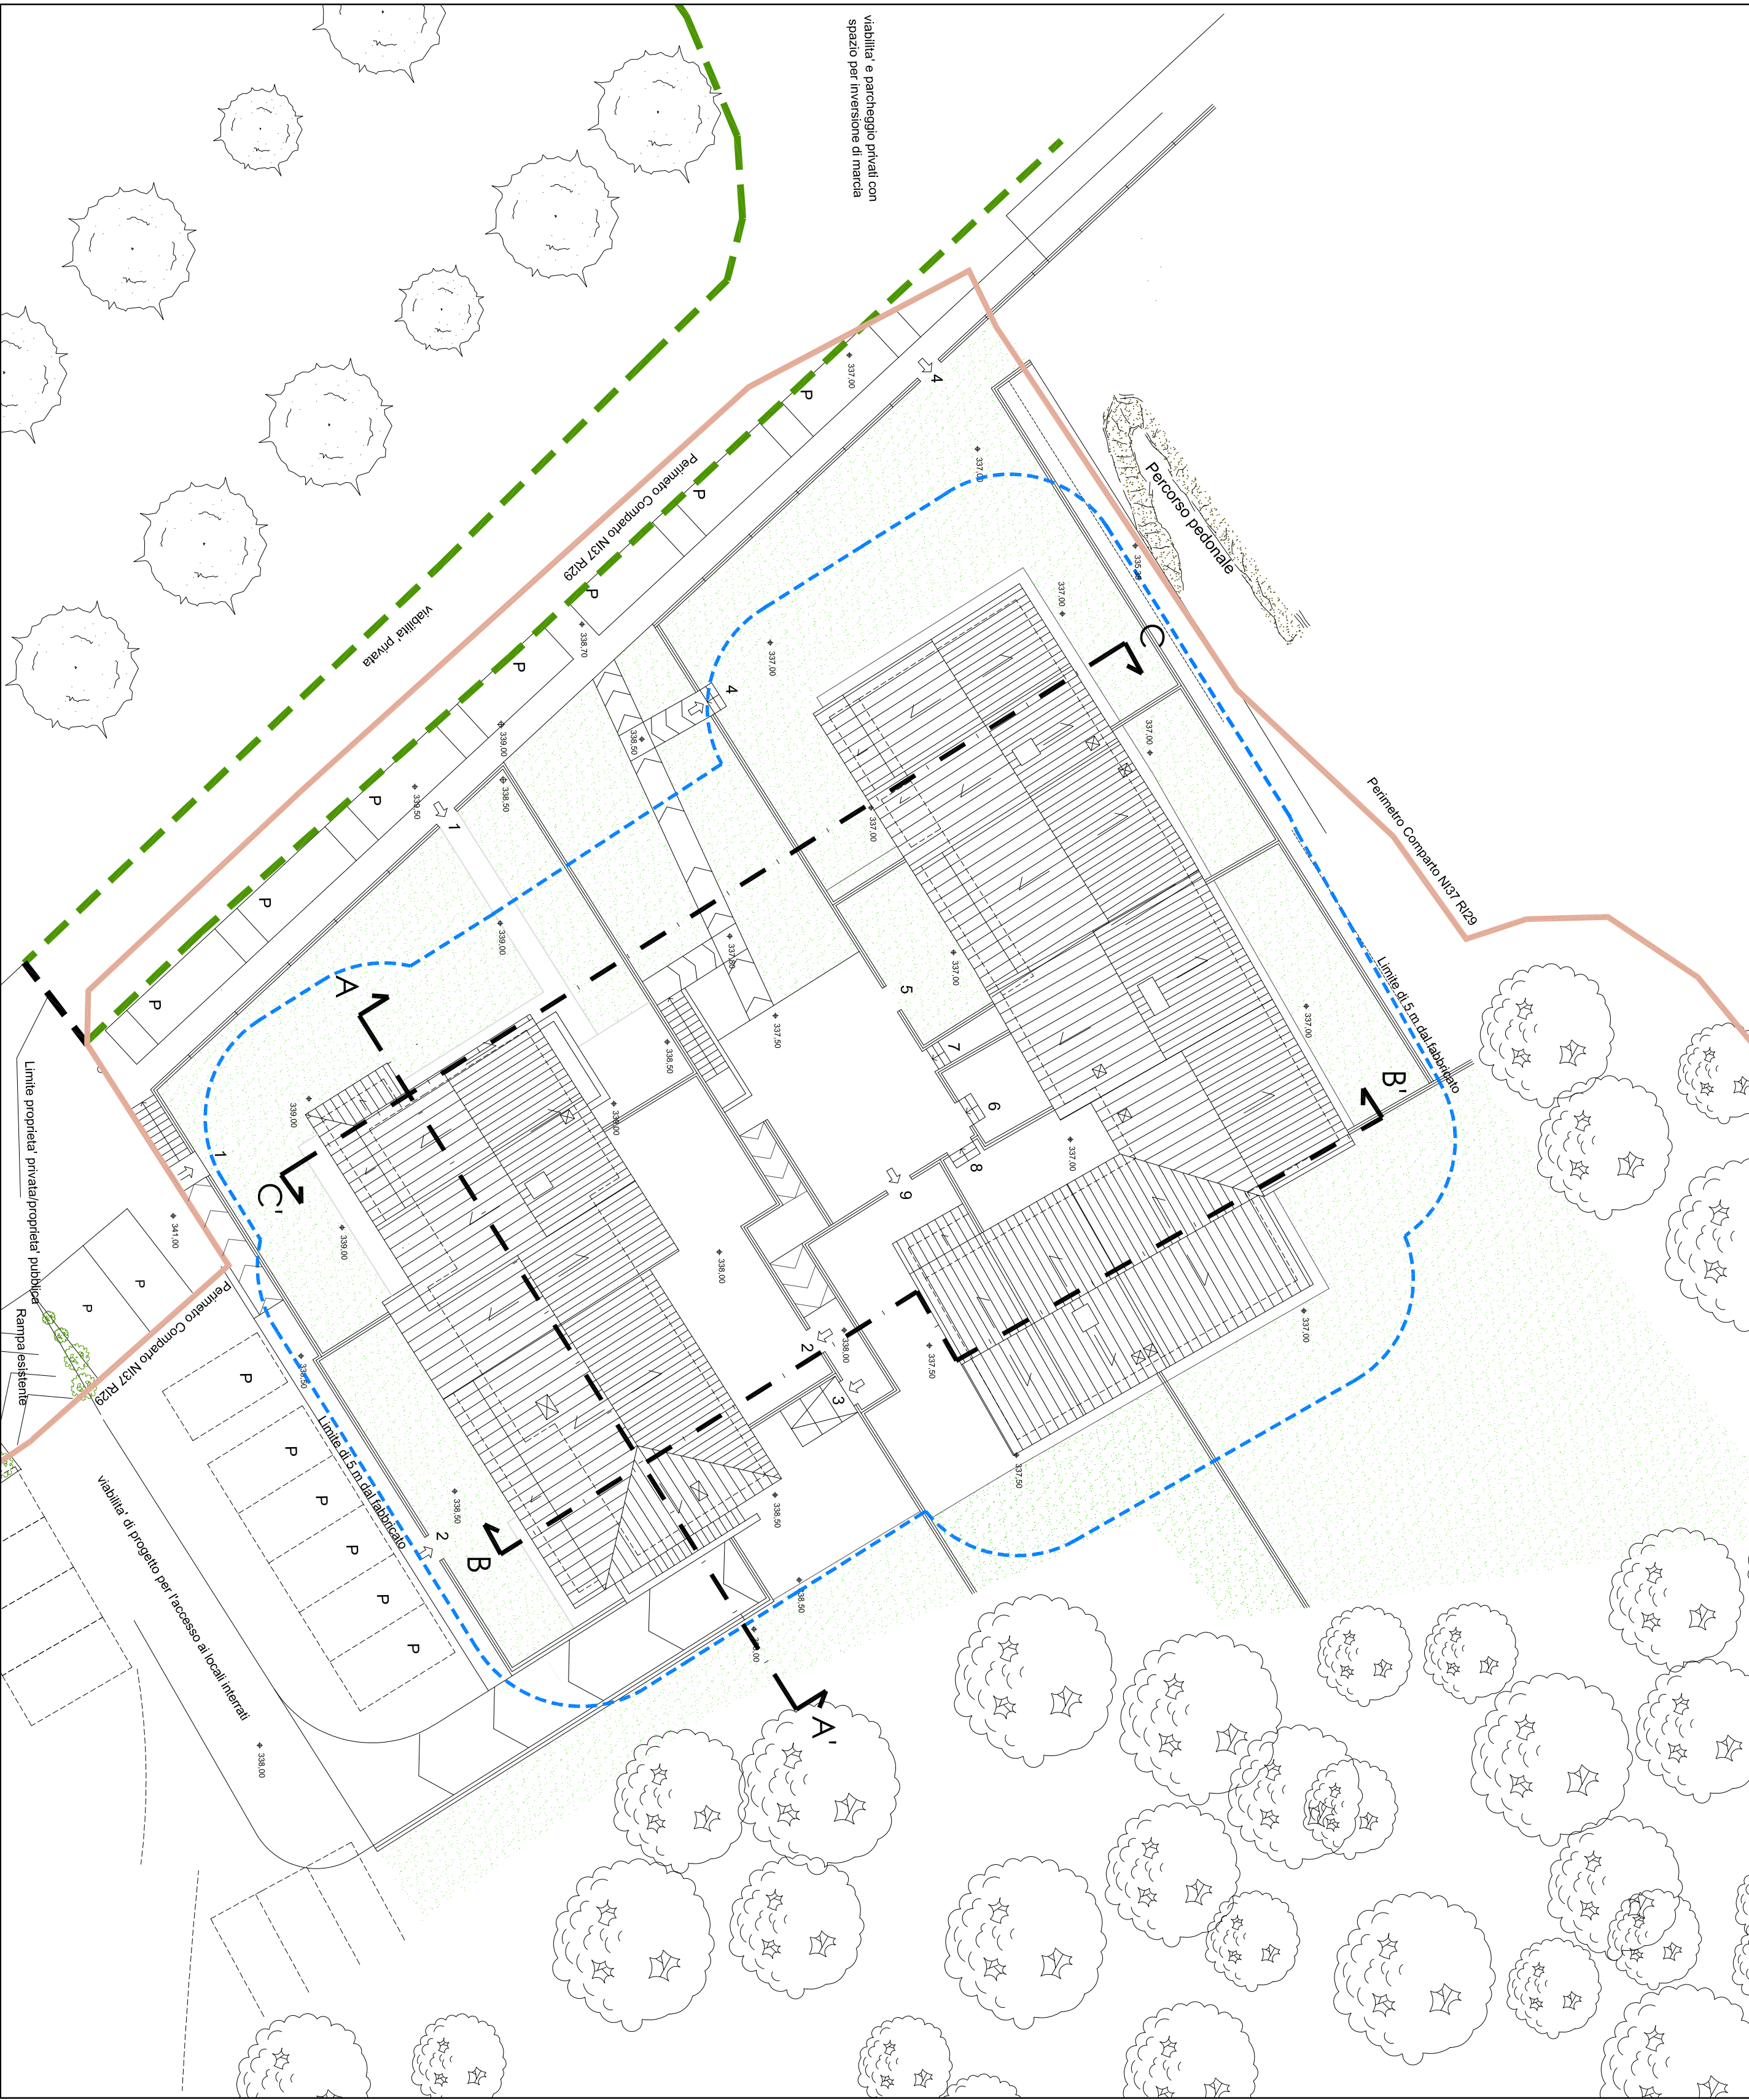 viabilita' e parcheggio privati con
spazio per inversione di marcia
4
337.00
P
337.00
Percorso pedonale
Perimetro Comparto NI37 RI29
P
P
viabilita' privata
338.70
337.00
337.00
C
P
4
338.50
337.00
339.00
338.50
339.50
P
1
337.00
Perimetro Comparto NI37 RI29
P
339.00
337.00
A
P
5
337.50
337.00
Limite di 5 m dal fabbricato
7
338.50
B'
6
339.00
337.00
8
1
C'
9
341.00
339.00
338.00
337.00
Limite proprieta' privata/proprieta' pubblica
P
P
Rampa esistente
Perimetro Comparto NI37 RI29
338.50
2
338.00
3
337.50
P
P
P
P
P
P
Limite di 5 m dal fabbricato
338.50
2
B
338.50
337.50
338.50
viabilita' di progetto per l'accesso ai locali interrati
338.00
A'